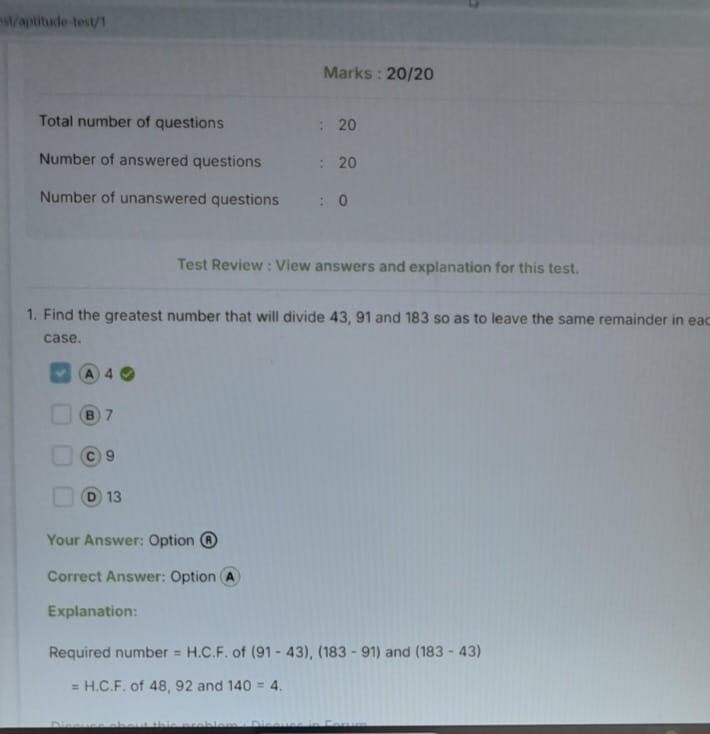 est/aptitude-test/1
Marks : 20/20
Total number of questions : 20
Number of answered questions : 20
Number of unanswered questions : 0
Test Review : View answers and explanation for this test.
1. Find the greatest number that will divide 43, 91 and 183 so as to leave the same remainder in eac
case.
A 4
B 7
C 9
D 13
Your Answer: Option A
Correct Answer: Option A
Explanation:
Required number = H.C.F. of (91 - 43), (183 - 91) and (183 - 43)
= H.C.F. of 48, 92 and 140 = 4.
Discuss about this problem : Discuss in Forum